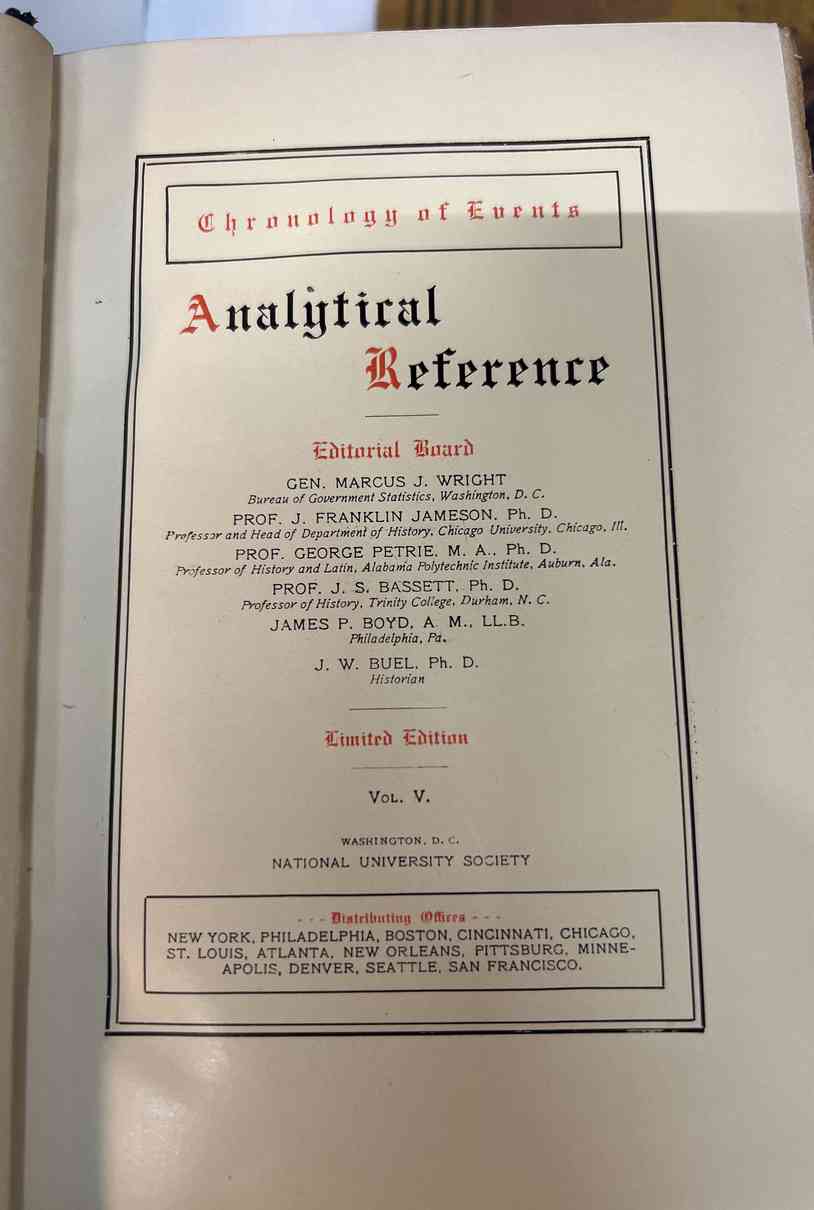 Chronology of Events
Analytical
Reference
Editorial Board
GEN. MARCUS J. WRIGHT
Bureau of Government Statistics, Washington, D. C.
PROF. J. FRANKLIN JAMESON, Ph. D.
Professor and Head of Department of History, Chicago University, Chicago, Ill.
PROF. GEORGE PETRIE, M. A., Ph. D.
Professor of History and Latin, Alabama Polytechnic Institute, Auburn, Ala.
PROF. J. S. BASSETT, Ph. D.
Professor of History, Trinity College, Durham, N. C.
JAMES P. BOYD, A. M., LL.B.
Philadelphia, Pa.
J. W. BUEL, Ph. D.
Historian
Limited Edition
VOL. V.
WASHINGTON, D. C.
NATIONAL UNIVERSITY SOCIETY
- - - Distributing Offices - - -
NEW YORK, PHILADELPHIA, BOSTON, CINCINNATI, CHICAGO,
ST. LOUIS, ATLANTA, NEW ORLEANS, PITTSBURG, MINNE-
APOLIS, DENVER, SEATTLE, SAN FRANCISCO.